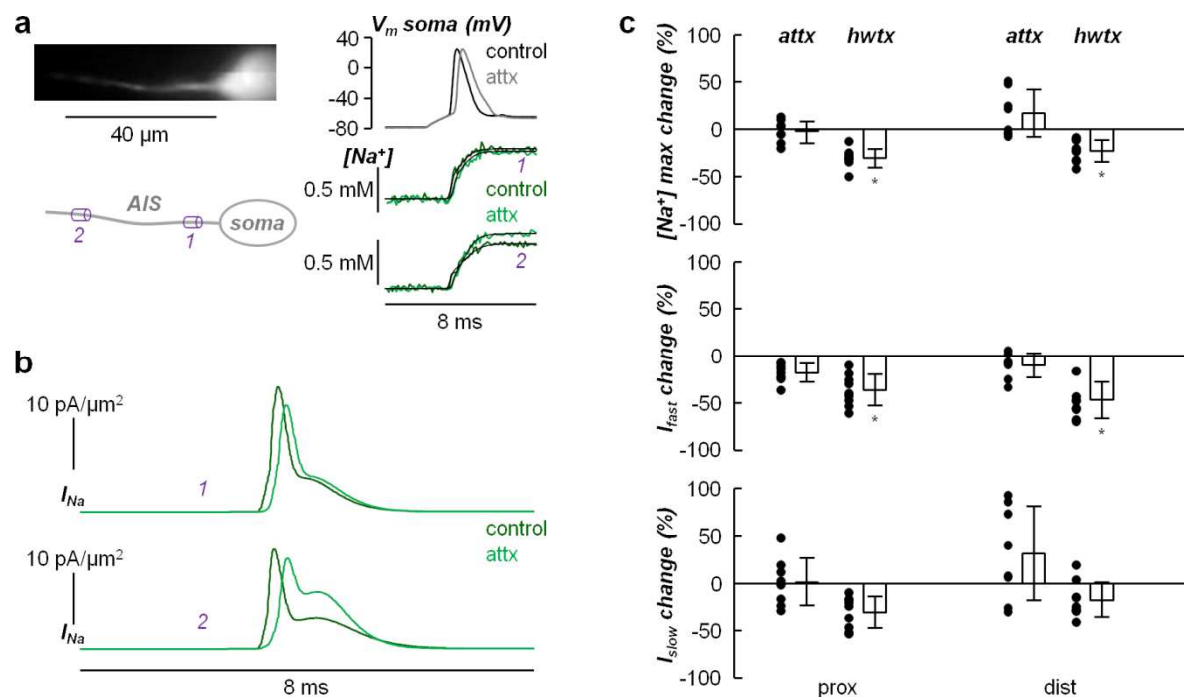 a
40 µm
AIS
soma
2
1
V_m soma (mV)
40
0
-40
-80
control
attx
[Na⁺]
0.5 mM
1
control
attx
0.5 mM
2
8 ms
b
10 pA/µm²
I_Na
1
control
attx
10 pA/µm²
I_Na
2
8 ms
c
attx hwtx attx hwtx
[Na⁺] max change (%)
100
50
0
-50
-100
* *
I_fast change (%)
100
50
0
-50
-100
* *
I_slow change (%)
100
50
0
-50
-100
prox dist